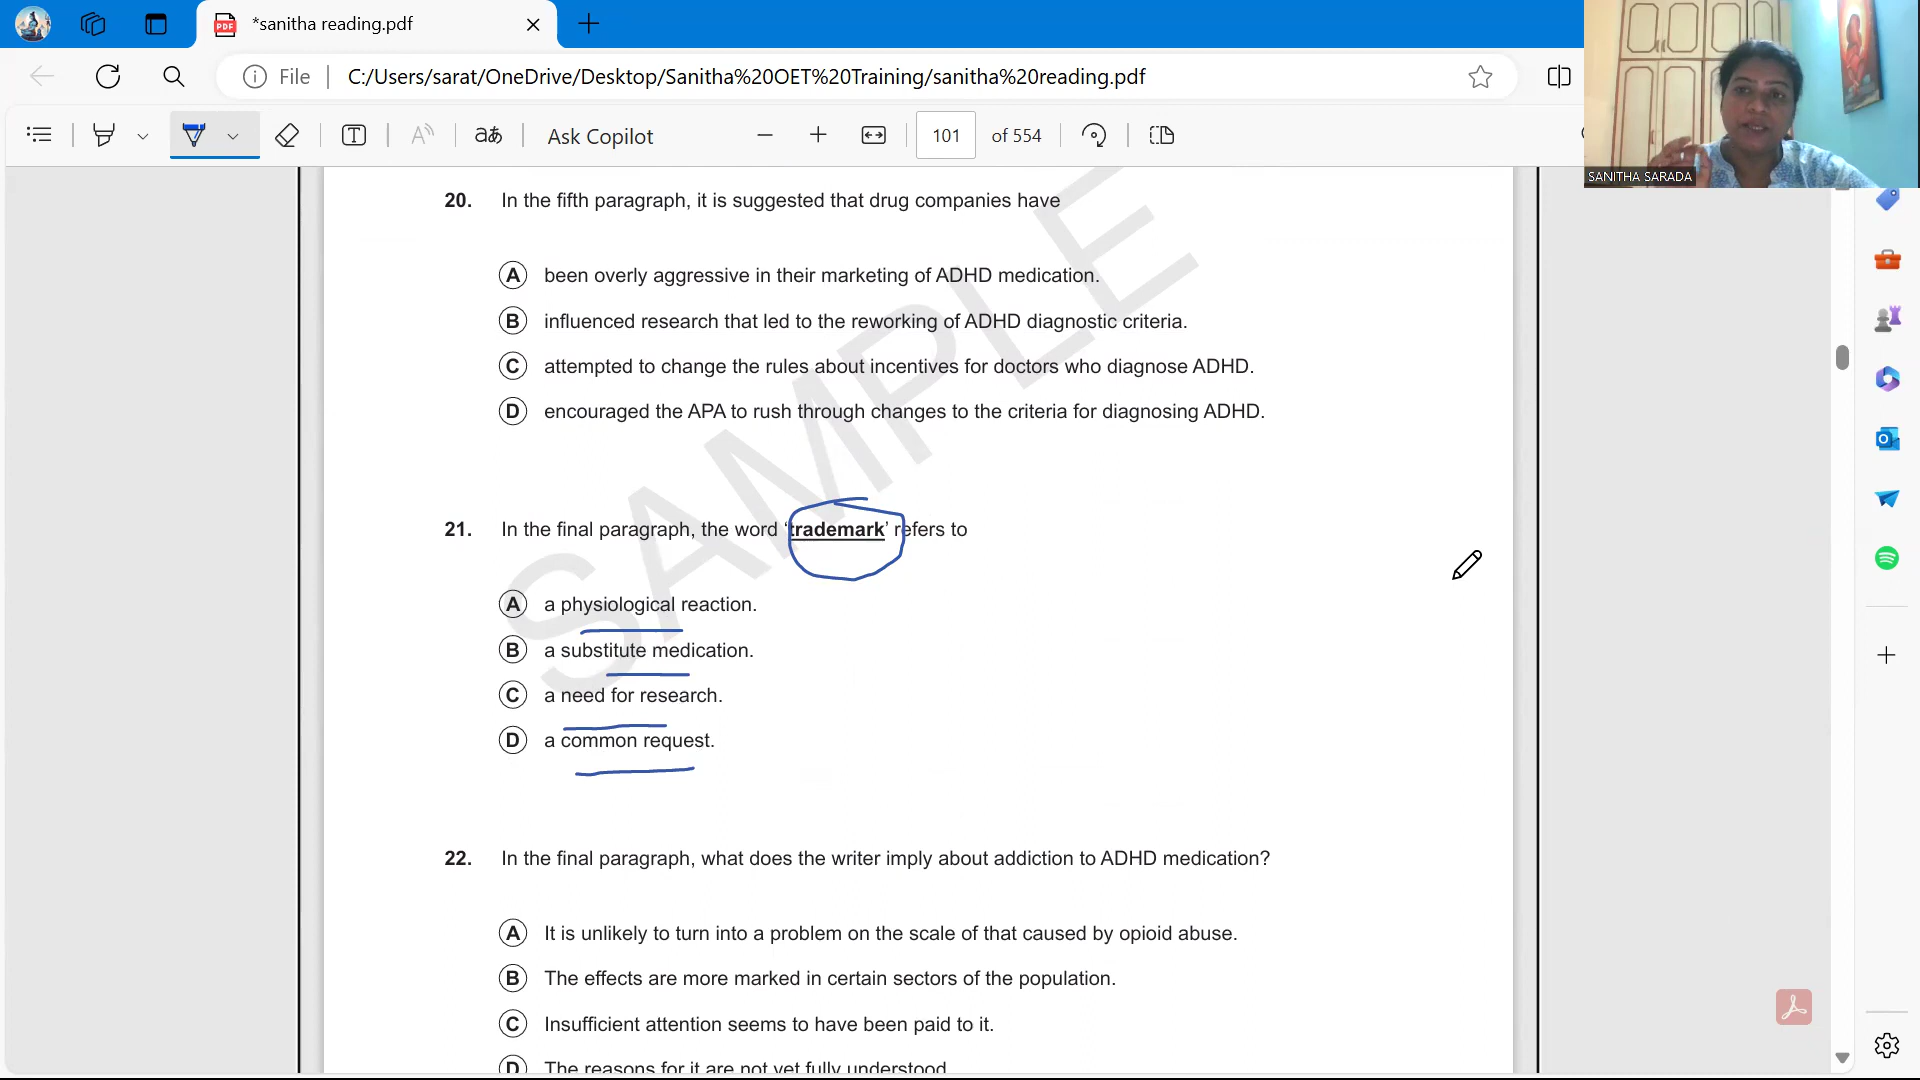 *sanitha reading.pdf
File
C:/Users/sarat/OneDrive/Desktop/Sanitha%20OET%20Training/sanitha%20reading.pdf
aあ
Ask Copilot
101 of 554
SANITHA SARADA
SAMPLE
20. In the fifth paragraph, it is suggested that drug companies have
A been overly aggressive in their marketing of ADHD medication.
B influenced research that led to the reworking of ADHD diagnostic criteria.
C attempted to change the rules about incentives for doctors who diagnose ADHD.
D encouraged the APA to rush through changes to the criteria for diagnosing ADHD.
21. In the final paragraph, the word ‘trademark’ refers to
A a physiological reaction.
B a substitute medication.
C a need for research.
D a common request.
22. In the final paragraph, what does the writer imply about addiction to ADHD medication?
A It is unlikely to turn into a problem on the scale of that caused by opioid abuse.
B The effects are more marked in certain sectors of the population.
C Insufficient attention seems to have been paid to it.
D The reasons for it are not yet fully understood